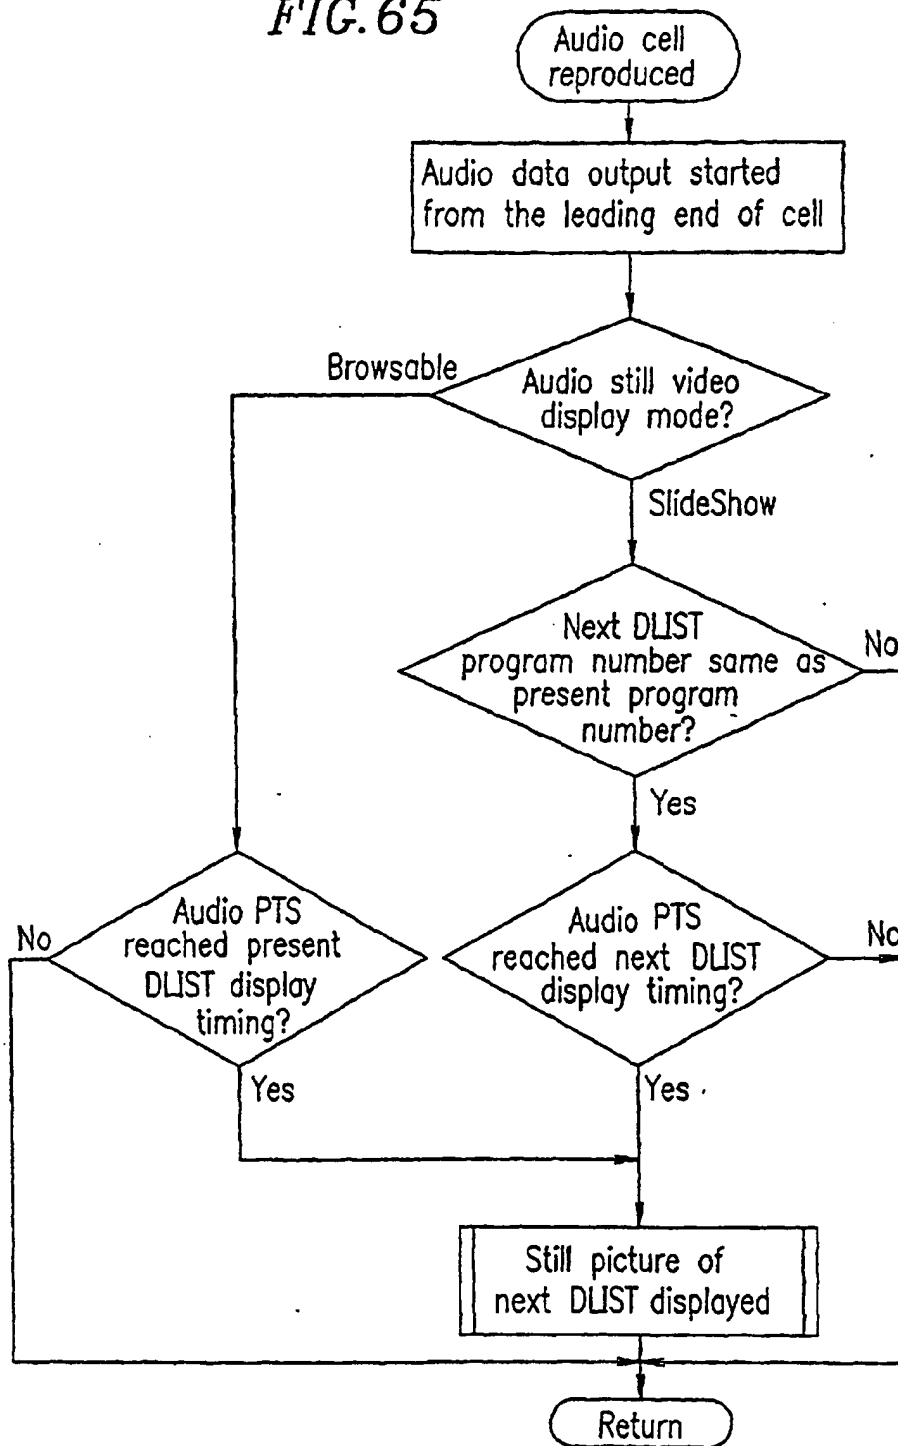 FIG. 65
Audio cell
reproduced
Audio data output started
from the leading end of cell
Browsable
Audio still video
display mode?
SlideShow
Next DLIST
program number same as
present program
number?
No
Yes
Audio PTS
reached present
DLIST display
timing?
No
Yes
Audio PTS
reached next DLIST
display timing?
No
Yes
Still picture of
next DLIST displayed
Return